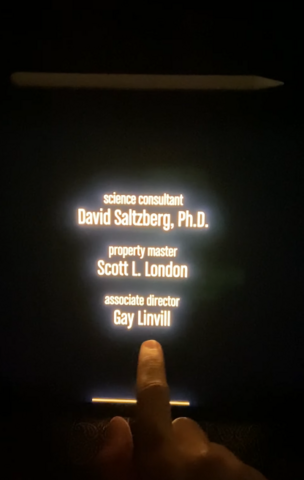 science consultant
David Saltzberg, Ph.D.
property master
Scott L. London
associate director
Gay Linvill